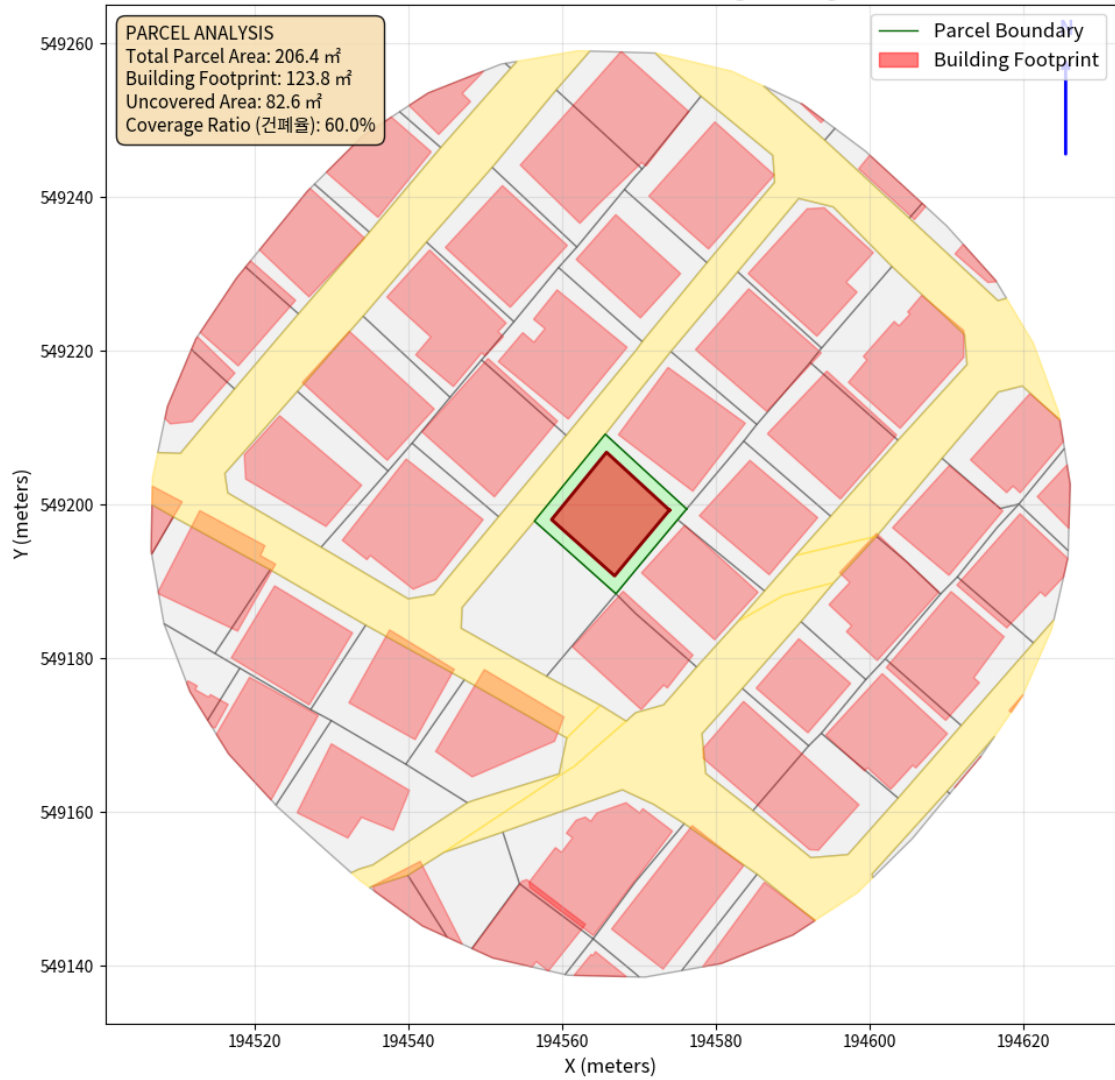 PARCEL ANALYSIS
Total Parcel Area: 206.4 ㎡
Building Footprint: 123.8 ㎡
Uncovered Area: 82.6 ㎡
Coverage Ratio (건폐율): 60.0%
Parcel Boundary
Building Footprint
N
549260
549240
549220
549200
549180
549160
549140
Y (meters)
194520
194540
194560
194580
194600
194620
X (meters)